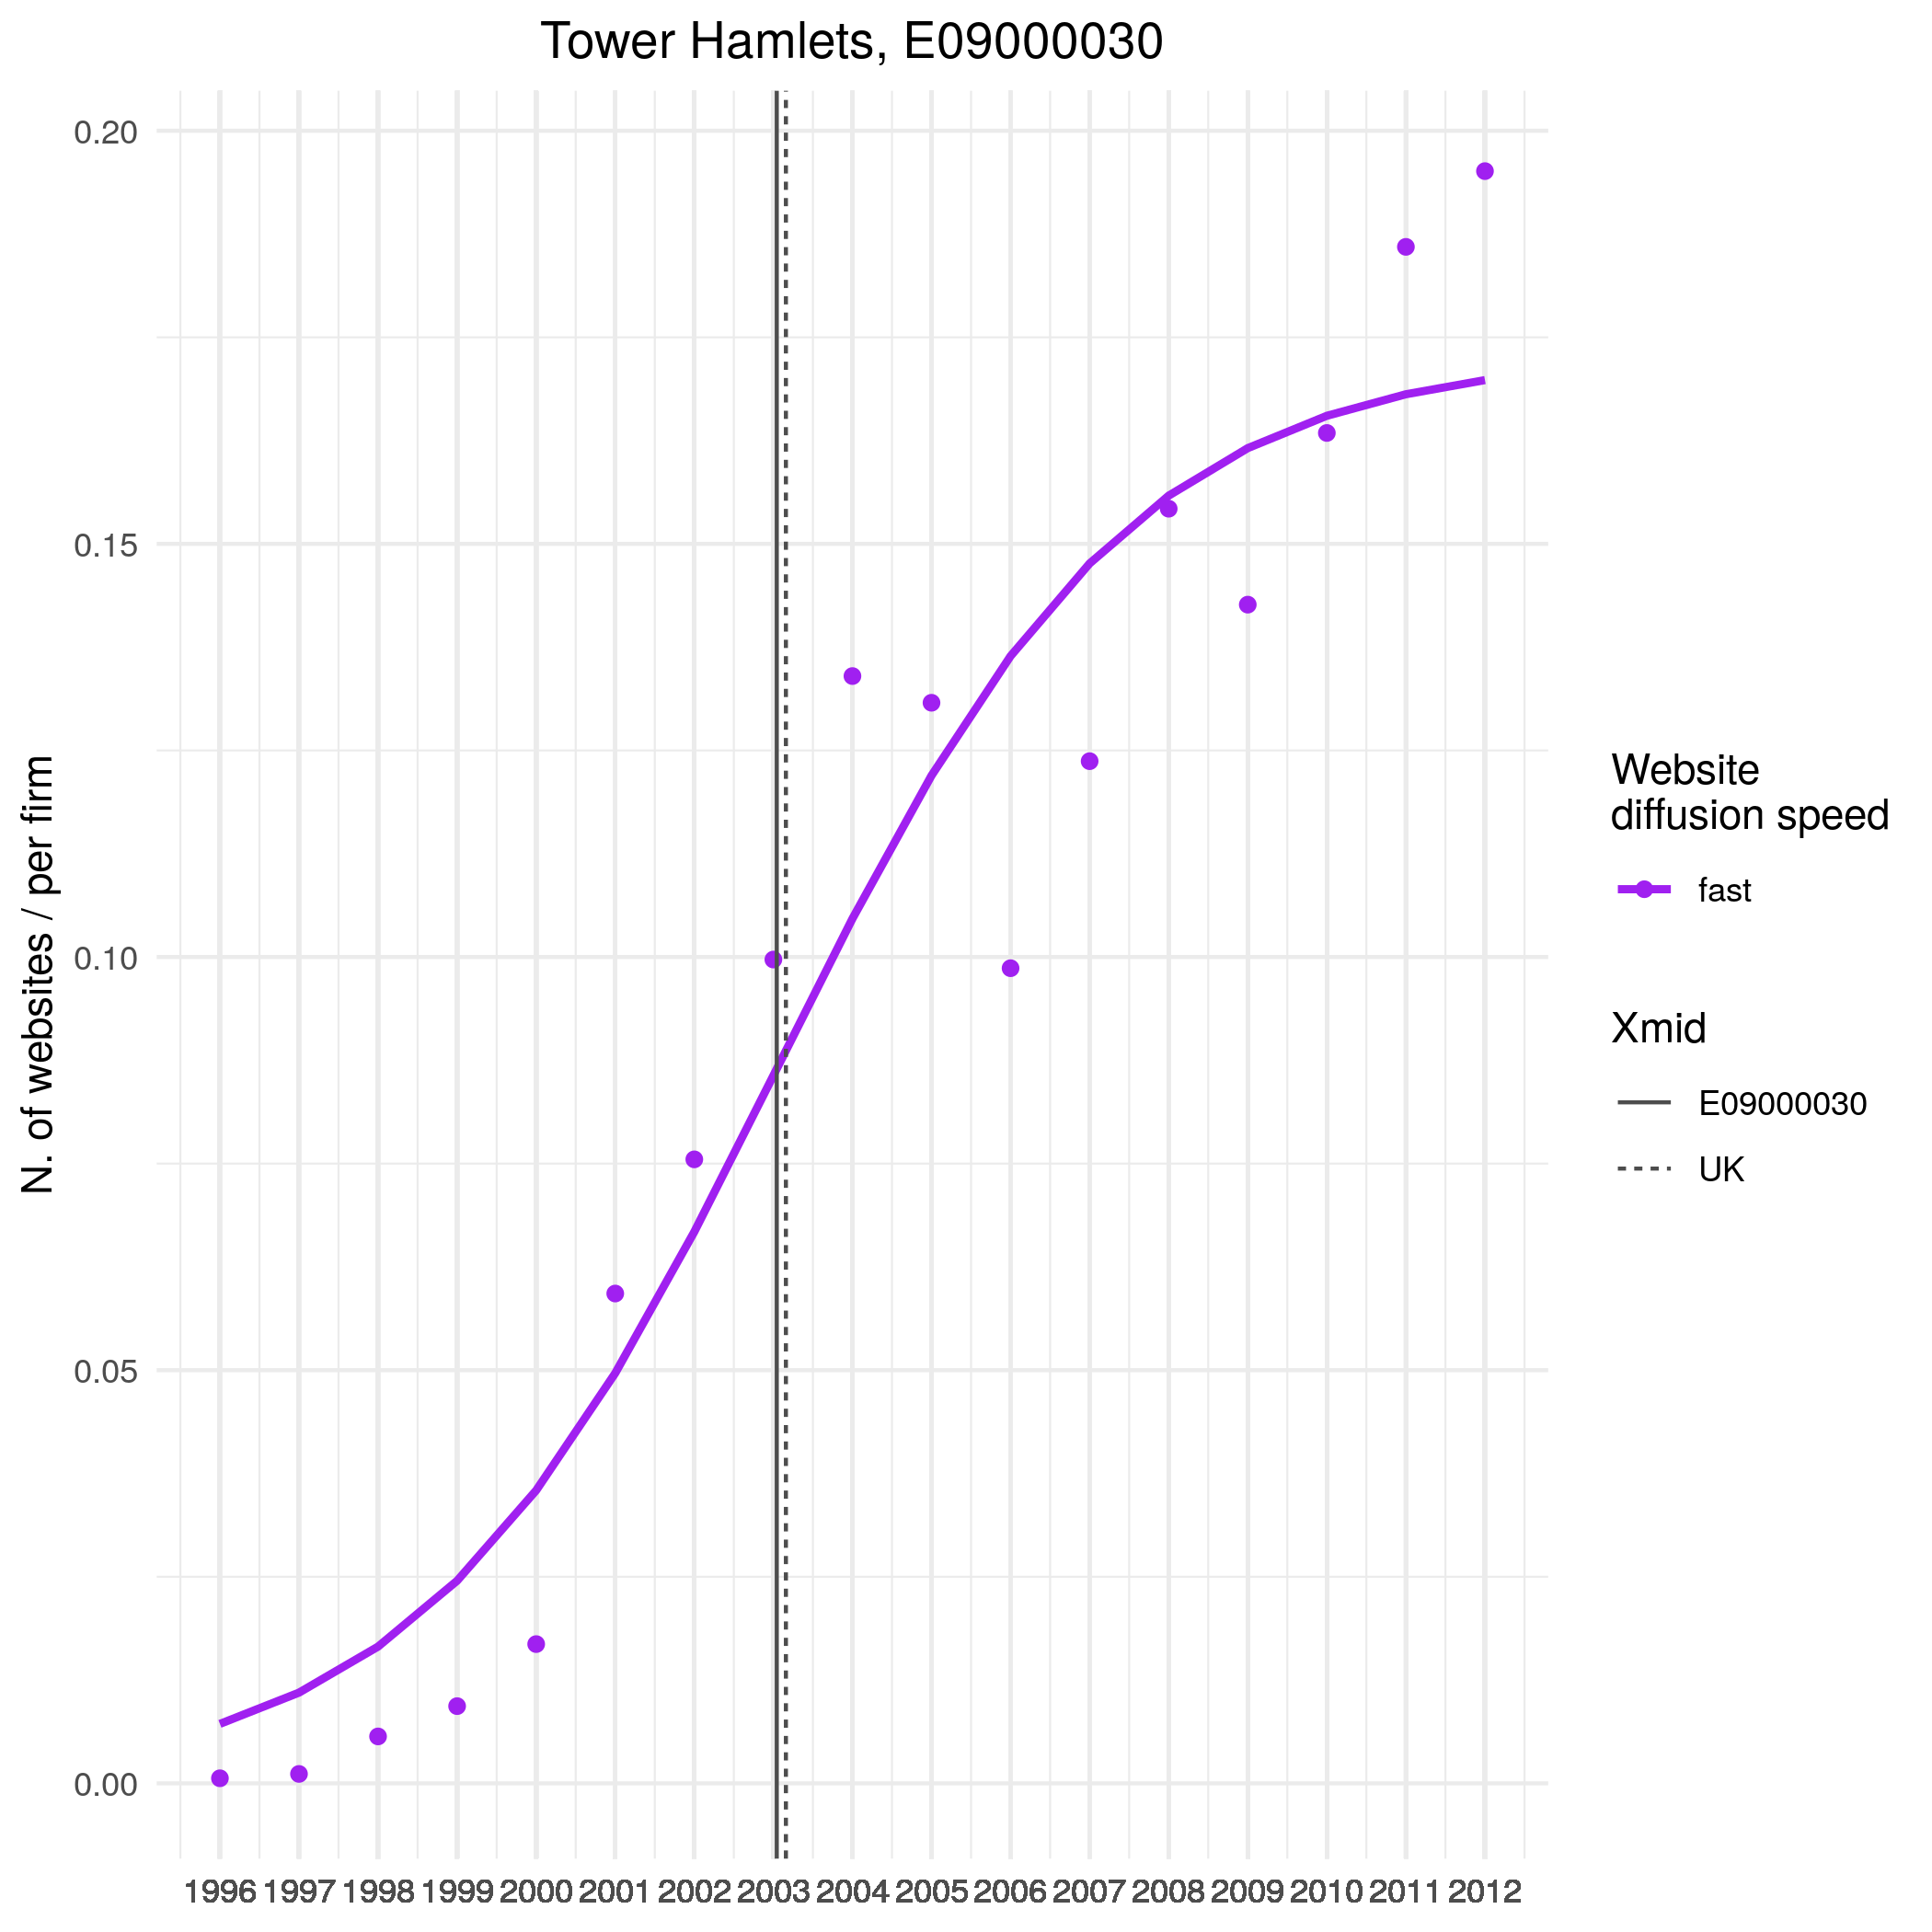 Tower Hamlets, E09000030
0.20
0.15
0.10
0.05
0.00
N. of websites / per firm
1996 1997 1998 1999 2000 2001 2002 2003 2004 2005 2006 2007 2008 2009 2010 2011 2012
Website
diffusion speed
fast
Xmid
E09000030
UK